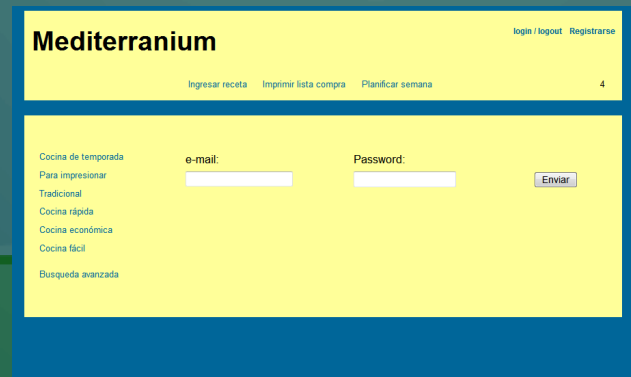 Mediterranium
login / logout Registrarse
Ingresar receta Imprimir lista compra Planificar semana 4
Cocina de temporada
e-mail: Password:
Para impresionar
Enviar
Tradicional
Cocina rápida
Cocina económica
Cocina fácil
Busqueda avanzada